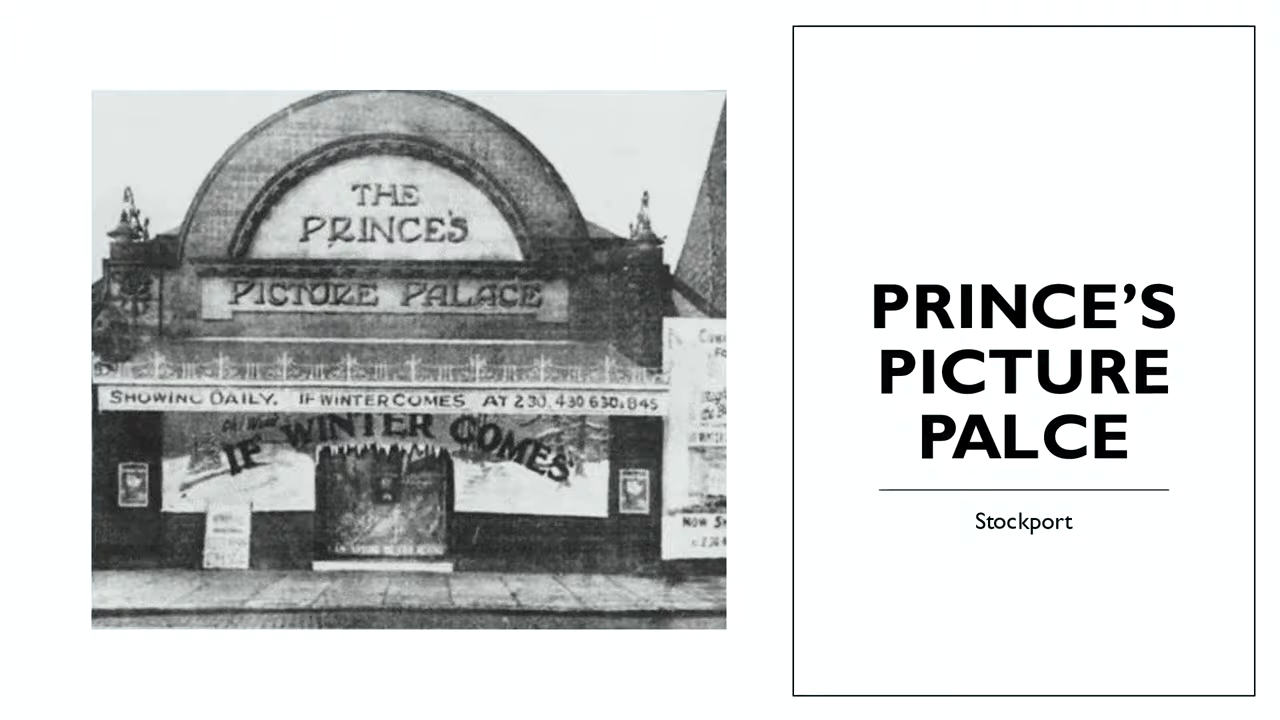 THE
PRINCE'S
PICTURE PALACE
SHOWING DAILY. IF WINTER COMES AT 2 30. 4 30 6 30 & 8 45
IF WINTER COMES
NOW
PRINCE’S
PICTURE
PALCE
Stockport